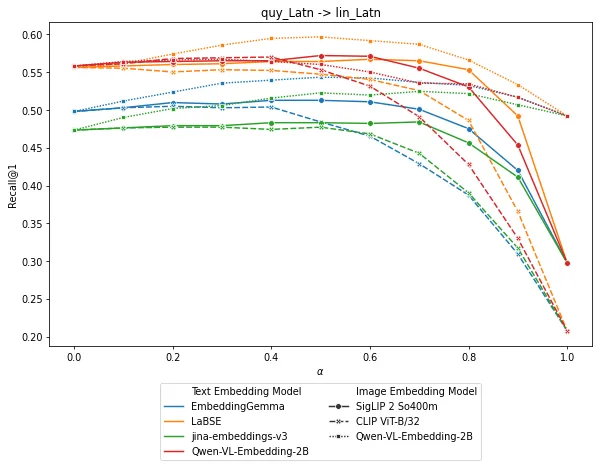 quy_Latn -> lin_Latn
Recall@1
0.60
0.55
0.50
0.45
0.40
0.35
0.30
0.25
0.20
0.0 0.2 0.4 0.6 0.8 1.0
α
Text Embedding Model
EmbeddingGemma
LaBSE
jina-embeddings-v3
Qwen-VL-Embedding-2B
Image Embedding Model
SigLIP 2 So400m
CLIP ViT-B/32
Qwen-VL-Embedding-2B